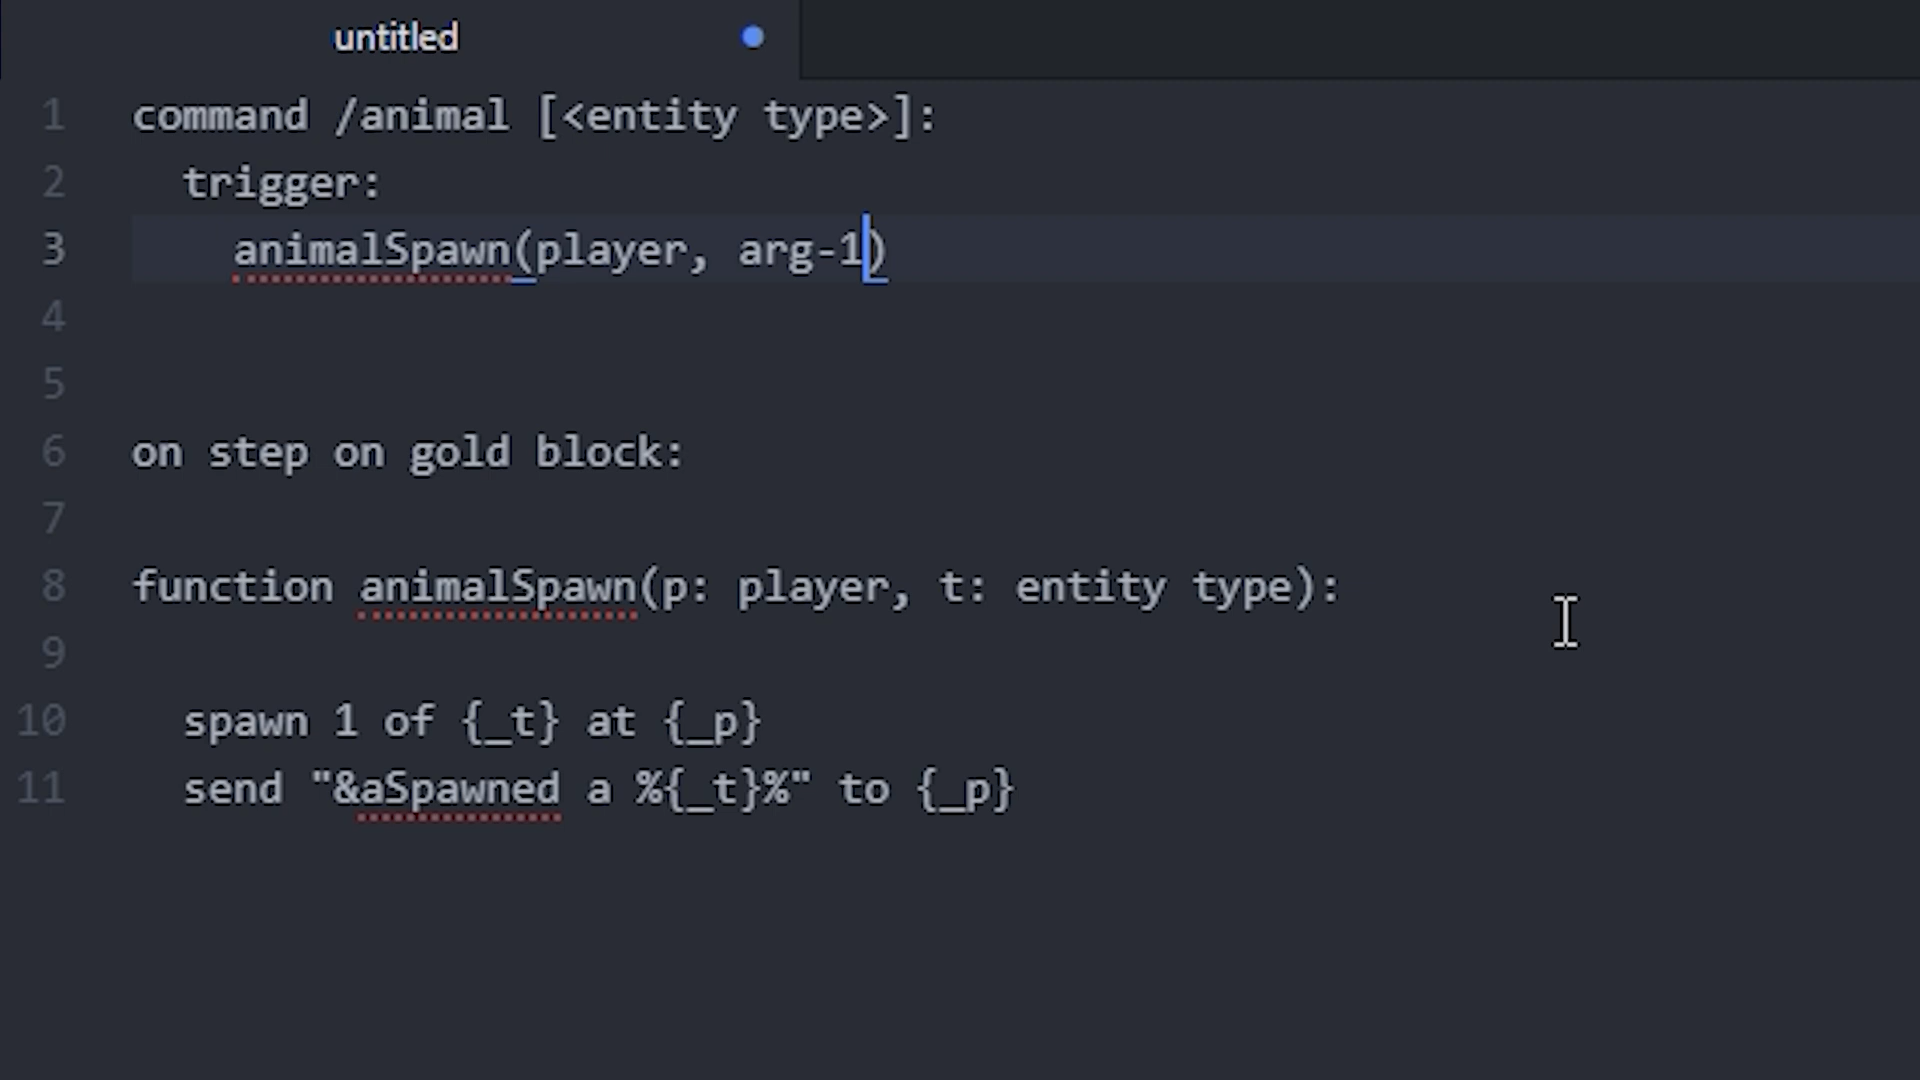 untitled
1 command /animal [<entity type>]:
2 trigger:
3 animalSpawn(player, arg-1)
4
5
6 on step on gold block:
7
8 function animalSpawn(p: player, t: entity type):
9
10 spawn 1 of {_t} at {_p}
11 send "&aSpawned a %{_t}%" to {_p}